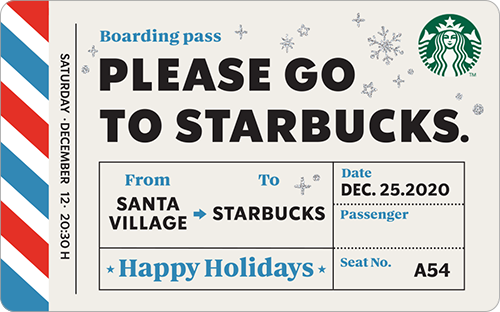 Boarding pass
PLEASE GO
TO STARBUCKS.
SATURDAY · DECEMBER 12 · 20:30 H
From
To
SANTA
VILLAGE
STARBUCKS
Happy Holidays
Date
DEC. 25.2020
Passenger
Seat No.
A54
TM